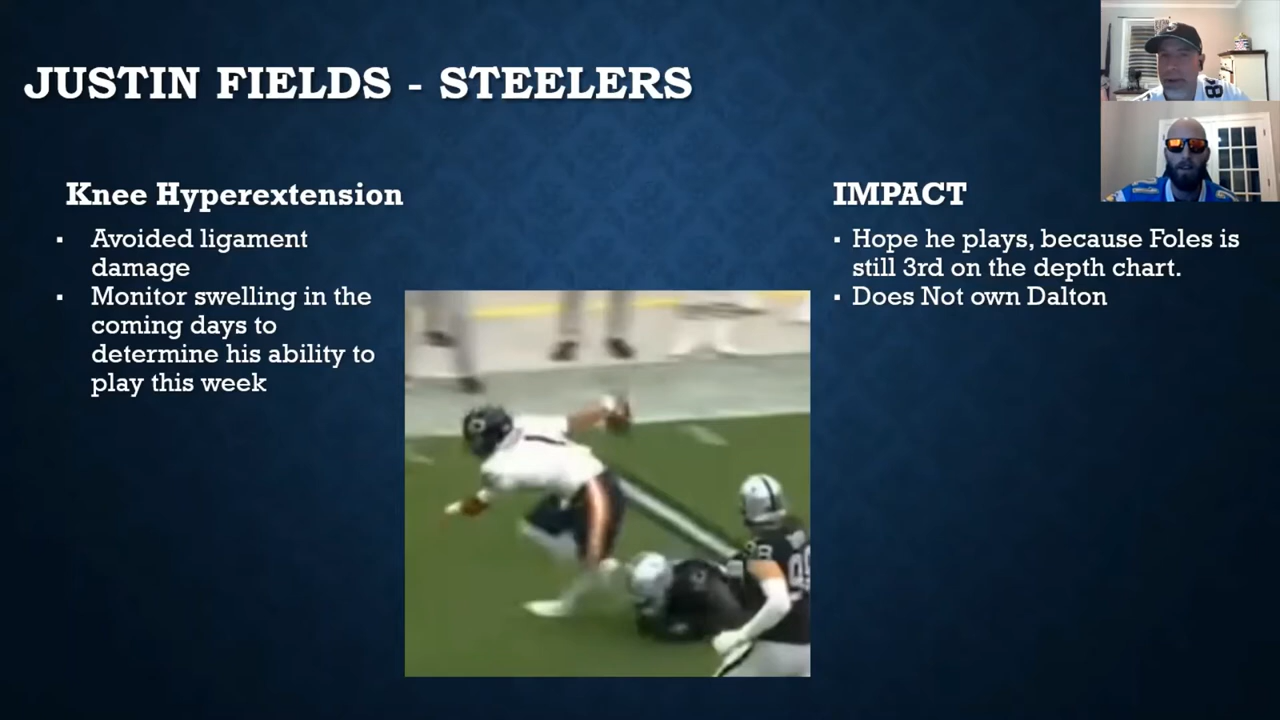 JUSTIN FIELDS - STEELERS
Knee Hyperextension
▪ Avoided ligament
damage
▪ Monitor swelling in the
coming days to
determine his ability to
play this week
IMPACT
▪ Hope he plays, because Foles is
still 3rd on the depth chart.
▪ Does Not own Dalton
1